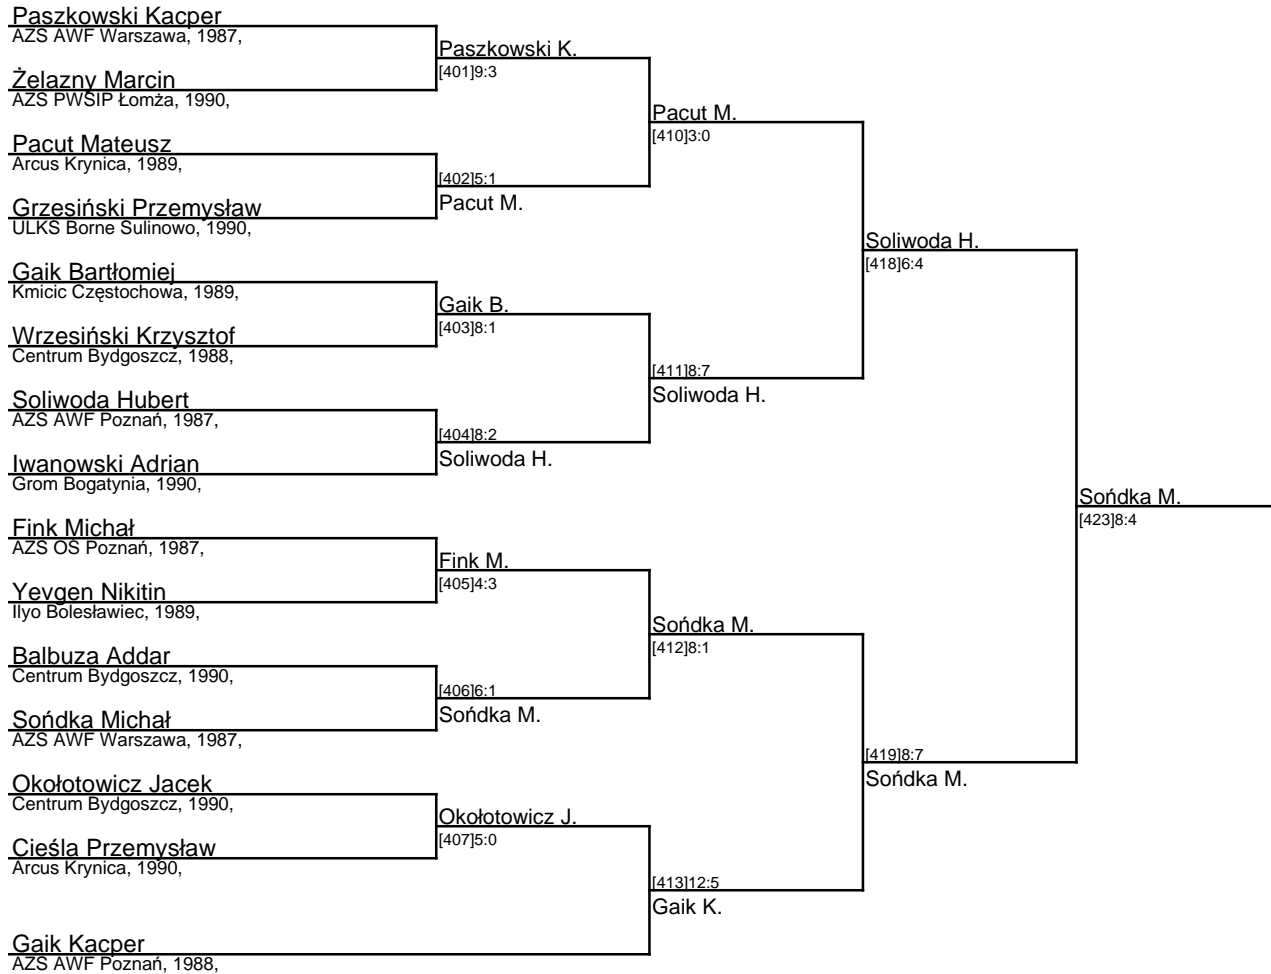 Paszkowski Kacper
AZS AWF Warszawa, 1987,
Paszkowski K.
[401]9:3
Żelazny Marcin
AZS PWSIP Łomża, 1990,
Pacut M.
[410]3:0
Pacut Mateusz
Arcus Krynica, 1989,
[402]5:1
Pacut M.
Grzesiński Przemysław
ULKS Borne Sulinowo, 1990,
Soliwoda H.
[418]6:4
Gaik Bartłomiej
Kmicic Częstochowa, 1989,
Gaik B.
[403]8:1
Wrzesiński Krzysztof
Centrum Bydgoszcz, 1988,
[411]8:7
Soliwoda H.
Soliwoda Hubert
AZS AWF Poznań, 1987,
[404]8:2
Soliwoda H.
Iwanowski Adrian
Grom Bogatynia, 1990,
Sońdka M.
[423]8:4
Fink Michał
AZS OŚ Poznań, 1987,
Fink M.
[405]4:3
Yevgen Nikitin
Ilyo Bolesławiec, 1989,
Sońdka M.
[412]8:1
Balbuza Addar
Centrum Bydgoszcz, 1990,
[406]6:1
Sońdka M.
Sońdka Michał
AZS AWF Warszawa, 1987,
[419]8:7
Sońdka M.
Okołotowicz Jacek
Centrum Bydgoszcz, 1990,
Okołotowicz J.
[407]5:0
Cieśla Przemysław
Arcus Krynica, 1990,
[413]12:5
Gaik K.
Gaik Kacper
AZS AWF Poznań, 1988,